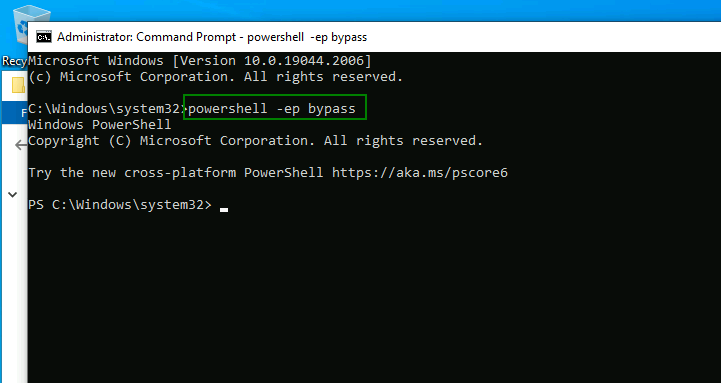 Administrator: Command Prompt - powershell  -ep bypass
Recy
Microsoft Windows [Version 10.0.19044.2006]
(c) Microsoft Corporation. All rights reserved.
C:\Windows\system32>powershell -ep bypass
F
Windows PowerShell
Copyright (C) Microsoft Corporation. All rights reserved.
Try the new cross-platform PowerShell https://aka.ms/pscore6
PS C:\Windows\system32>